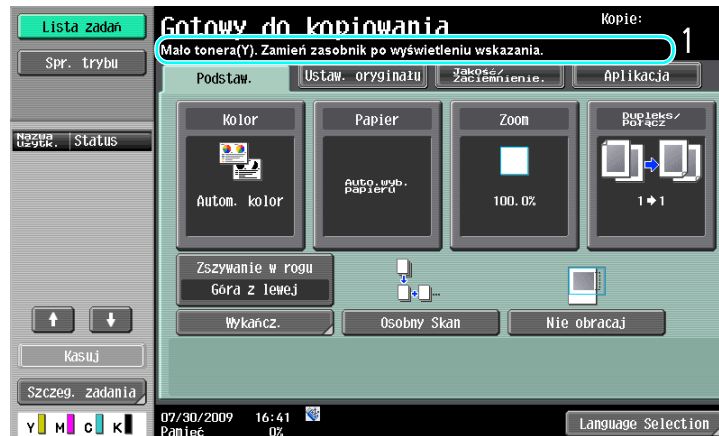 Lista zadań
Spr. trybu
Nazwa użytk.
Status
Kasuj
Szczeg. zadania
Y M C K
Gotowy do kopiowania
Kopie:
1
Mało tonera(Y). Zamień zasobnik po wyświetleniu wskazania.
Podstaw.
Ustaw. oryginału
Jakość/
zaciemnienie.
Aplikacja
Kolor
Papier
Zoom
Dupleks/
Połącz
Autom. kolor
Auto.wyb.
papieru
100.0%
1 → 1
Zszywanie w rogu
Góra z lewej
Wykańcz.
Osobny Skan
Nie obracaj
07/30/2009 16:41
Pamięć 0%
Language Selection